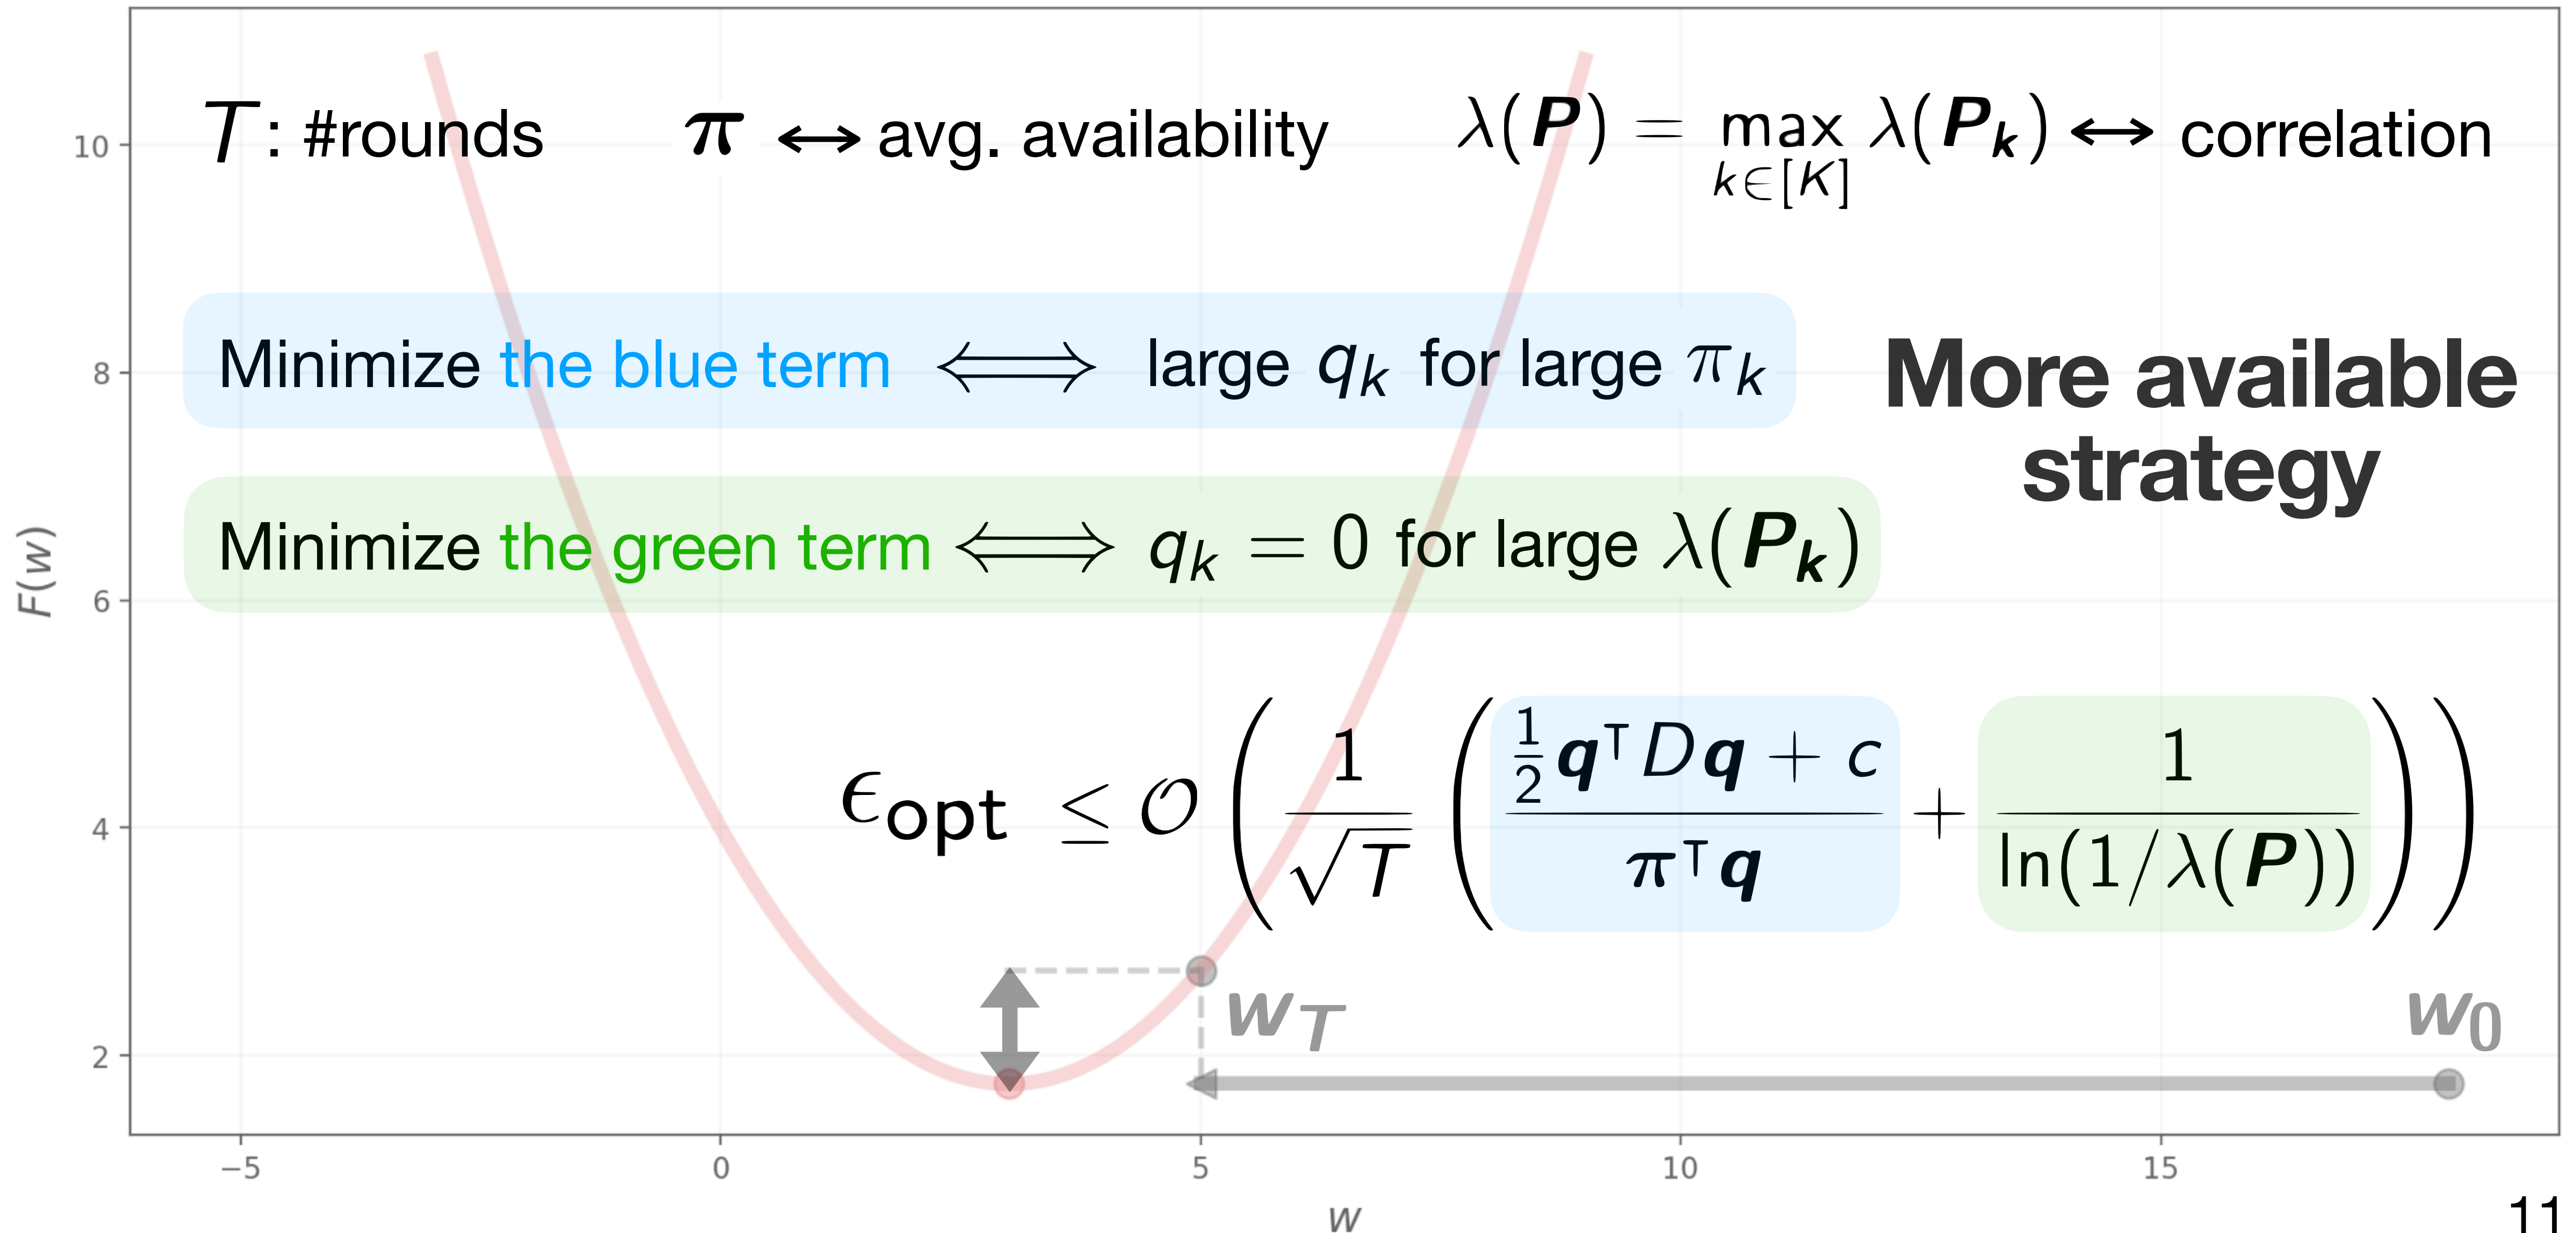 T: #rounds π ↔ avg. availability λ(P) = max λ(P_k) ↔ correlation
k∈[K]
10
Minimize the blue term ⟺ large q_k for large π_k
More available
strategy
8
Minimize the green term ⟺ q_k = 0 for large λ(P_k)
6
F(w)
ϵ_opt ≤ 𝒪 ( 1/√T ( (½ q^⊤ D q + c)/(π^⊤ q) + 1/ln(1/λ(P)) ) )
4
w_T
w_0
2
−5 0 5 10 15
w
11